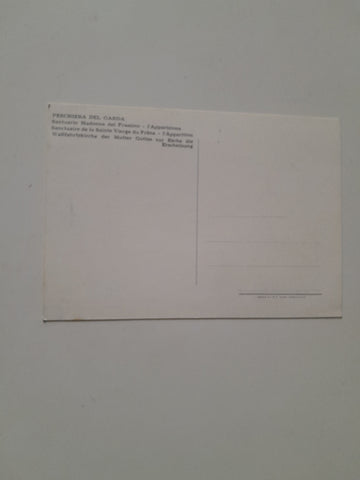 PESCHIERA DEL GARDA
Santuario Madonna del Frassino - l'Apparizione
Sanctuaire de la Sainte Vierge du Frêne - l'Apparition
Wallfahrtskirche der Mutter Gottes zur Esche die
Erscheinung